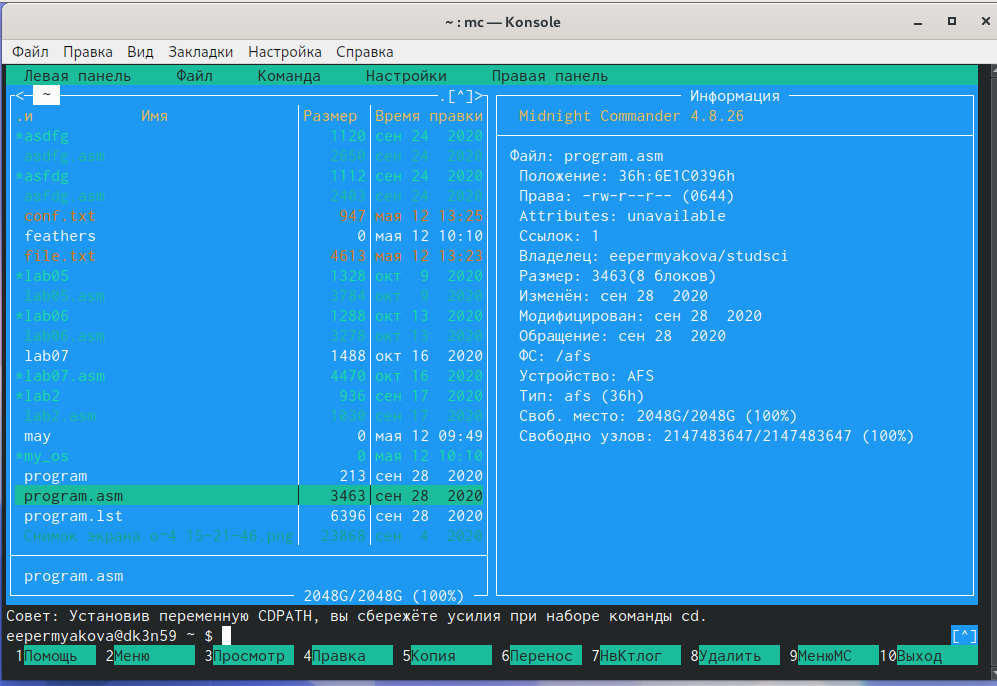 ~ : mc — Konsole
Файл Правка Вид Закладки Настройка Справка
Левая панель Файл Команда Настройки Правая панель
<- ~ .[^]>
.и Имя Размер Время правки
*asdfg 1120 сен 24 2020
asdfg.asm 2650 сен 24 2020
*asfdg 1112 сен 24 2020
asfdg.asm 2403 сен 24 2020
conf.txt 947 мая 12 13:25
feathers 0 мая 12 10:10
file.txt 4613 мая 12 13:23
*lab05 1328 окт 9 2020
lab05.asm 3784 окт 9 2020
*lab06 1288 окт 13 2020
lab06.asm 3278 окт 13 2020
lab07 1488 окт 16 2020
*lab07.asm 4470 окт 16 2020
*lab2 936 сен 17 2020
lab2.asm 1030 сен 17 2020
may 0 мая 12 09:49
*my_os 0 мая 12 10:10
program 213 сен 28 2020
program.asm 3463 сен 28 2020
program.lst 6396 сен 28 2020
Снимок экрана о~4 15-21-46.png 23868 сен 4 2020
program.asm
2048G/2048G (100%)
Информация
Midnight Commander 4.8.26
Файл: program.asm
Положение: 36h:6E1C0396h
Права: -rw-r--r-- (0644)
Attributes: unavailable
Ссылок: 1
Владелец: eepermyakova/studsci
Размер: 3463(8 блоков)
Изменён: сен 28 2020
Модифицирован: сен 28 2020
Обращение: сен 28 2020
ФС: /afs
Устройство: AFS
Тип: afs (36h)
Своб. место: 2048G/2048G (100%)
Свободно узлов: 2147483647/2147483647 (100%)
Совет: Установив переменную CDPATH, вы сбережёте усилия при наборе команды cd.
eepermyakova@dk3n59 ~ $ [^]
1Помощь 2Меню 3Просмотр 4Правка 5Копия 6Перенос 7НвКтлог 8Удалить 9МенюМС 10Выход